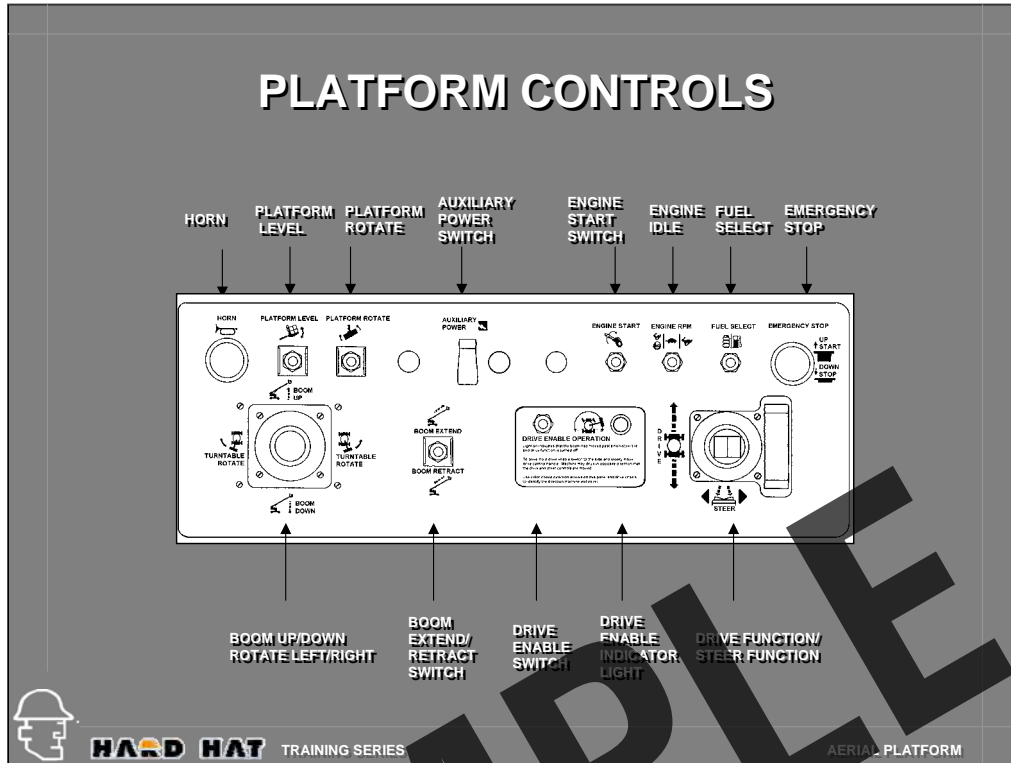 PLATFORM CONTROLS
HORN
PLATFORM
LEVEL
PLATFORM
ROTATE
AUXILIARY
POWER
SWITCH
ENGINE
START
SWITCH
ENGINE
IDLE
FUEL
SELECT
EMERGENCY
STOP
HORN
PLATFORM LEVEL
PLATFORM ROTATE
AUXILIARY
POWER
ENGINE START
ENGINE RPM
FUEL SELECT
EMERGENCY STOP
UP
START
DOWN
STOP
BOOM
UP
TURNTABLE
ROTATE
TURNTABLE
ROTATE
BOOM
DOWN
BOOM EXTEND
BOOM RETRACT
DRIVE ENABLE OPERATION
DRIVE
STEER
BOOM UP/DOWN
ROTATE LEFT/RIGHT
BOOM
EXTEND/
RETRACT
SWITCH
DRIVE
ENABLE
SWITCH
DRIVE
ENABLE
INDICATOR
LIGHT
DRIVE FUNCTION/
STEER FUNCTION
HARD HAT TRAINING SERIES
AERIAL PLATFORM